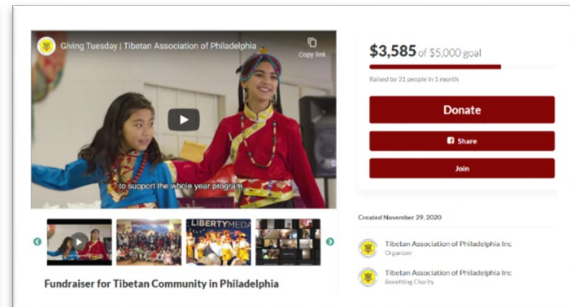 Giving Tuesday | Tibetan Association of Philadelphia
Copy link
to support the whole year program
LIBERTY MEDA
Fundraiser for Tibetan Community in Philadelphia
$3,585 of $5,000 goal
Raised by 31 people in 1 month
Donate
Share
Join
Created November 29, 2020
Tibetan Association of Philadelphia Inc
Organizer
Tibetan Association of Philadelphia Inc
Benefiting Charity